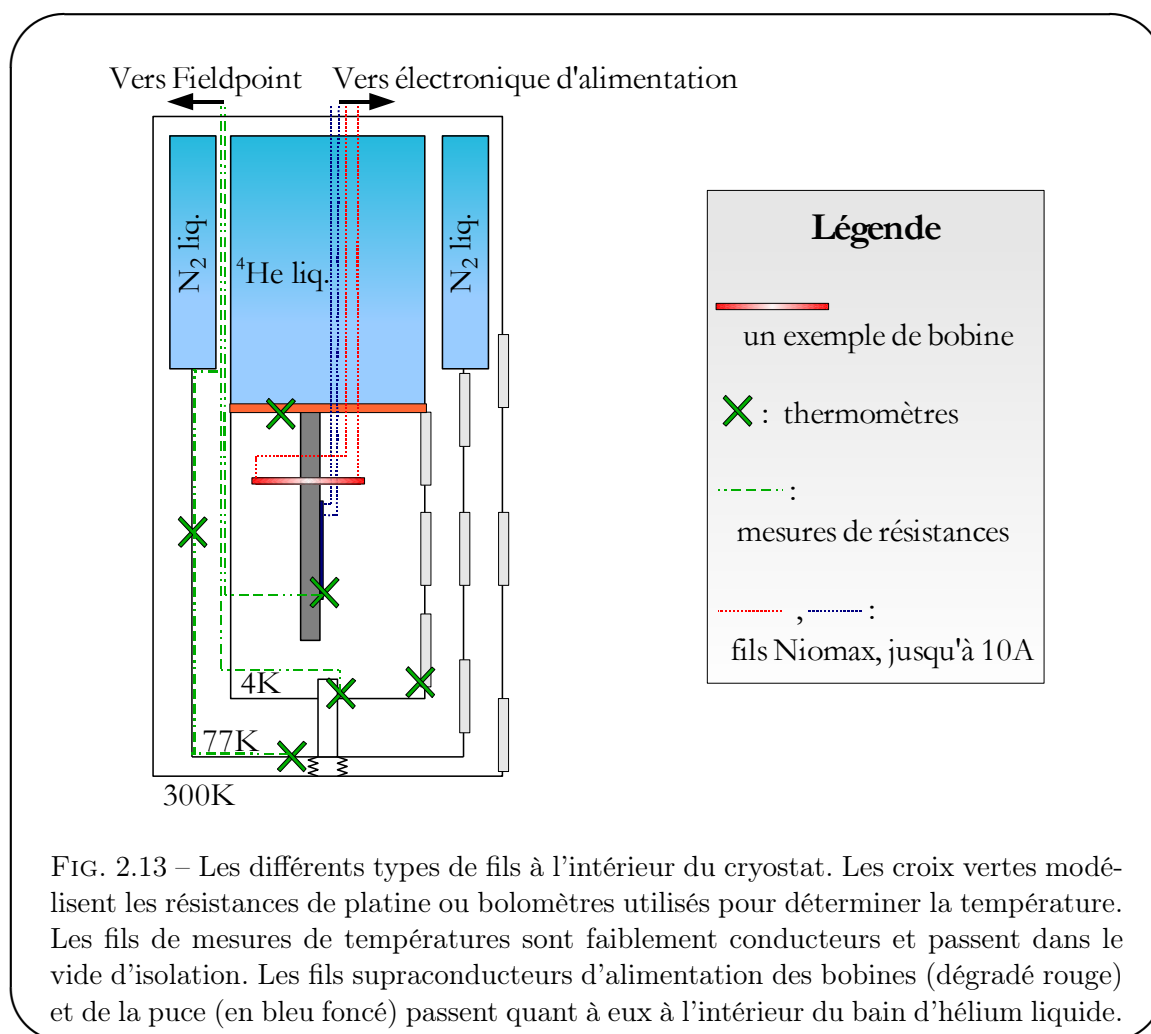 Vers Fieldpoint
Vers électronique d'alimentation
N₂ liq.
⁴He liq.
N₂ liq.
4K
77K
300K
Légende
un exemple de bobine
: thermomètres
:
mesures de résistances
, :
fils Niomax, jusqu'à 10A
FIG. 2.13 – Les différents types de fils à l'intérieur du cryostat. Les croix vertes modé-
lisent les résistances de platine ou bolomètres utilisés pour déterminer la température.
Les fils de mesures de températures sont faiblement conducteurs et passent dans le
vide d'isolation. Les fils supraconducteurs d'alimentation des bobines (dégradé rouge)
et de la puce (en bleu foncé) passent quant à eux à l'intérieur du bain d'hélium liquide.